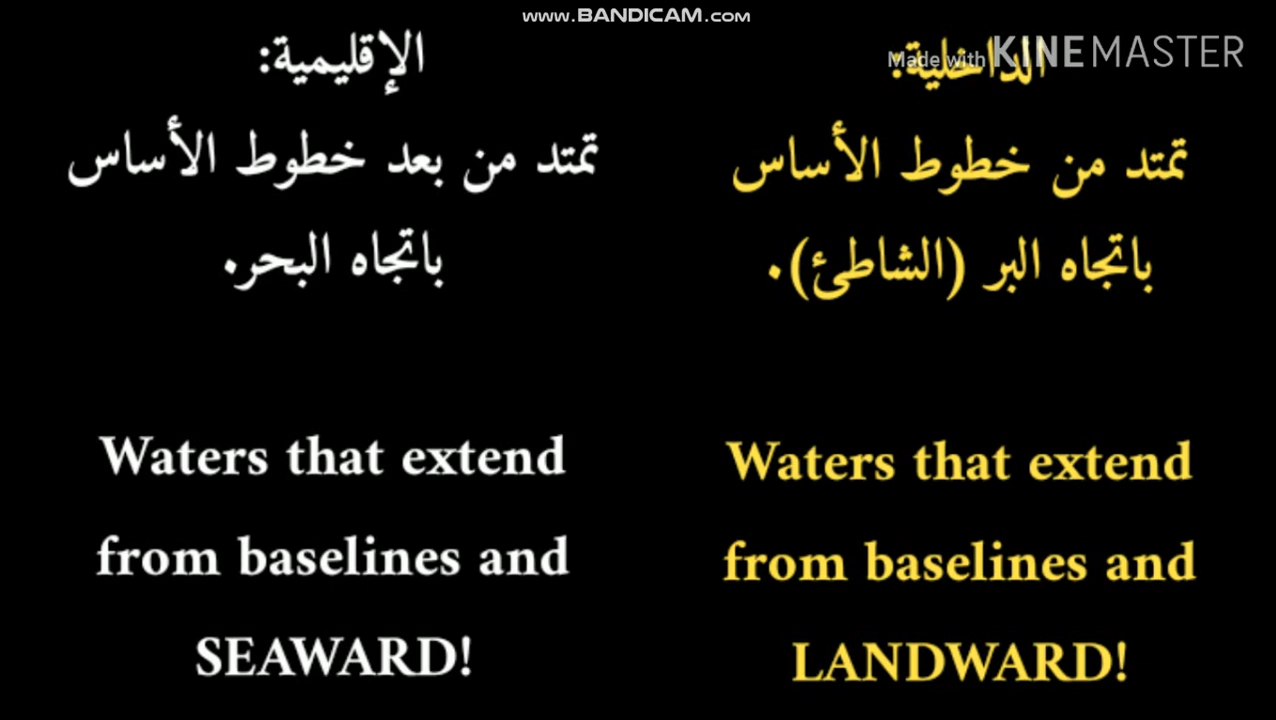 www.BANDICAM.com
Made with KINEMASTER
الداخلية:
تمتد من خطوط الأساس
باتجاه البر (الشاطئ).
Waters that extend
from baselines and
LANDWARD!
الإقليمية:
تمتد من بعد خطوط الأساس
باتجاه البحر.
Waters that extend
from baselines and
SEAWARD!